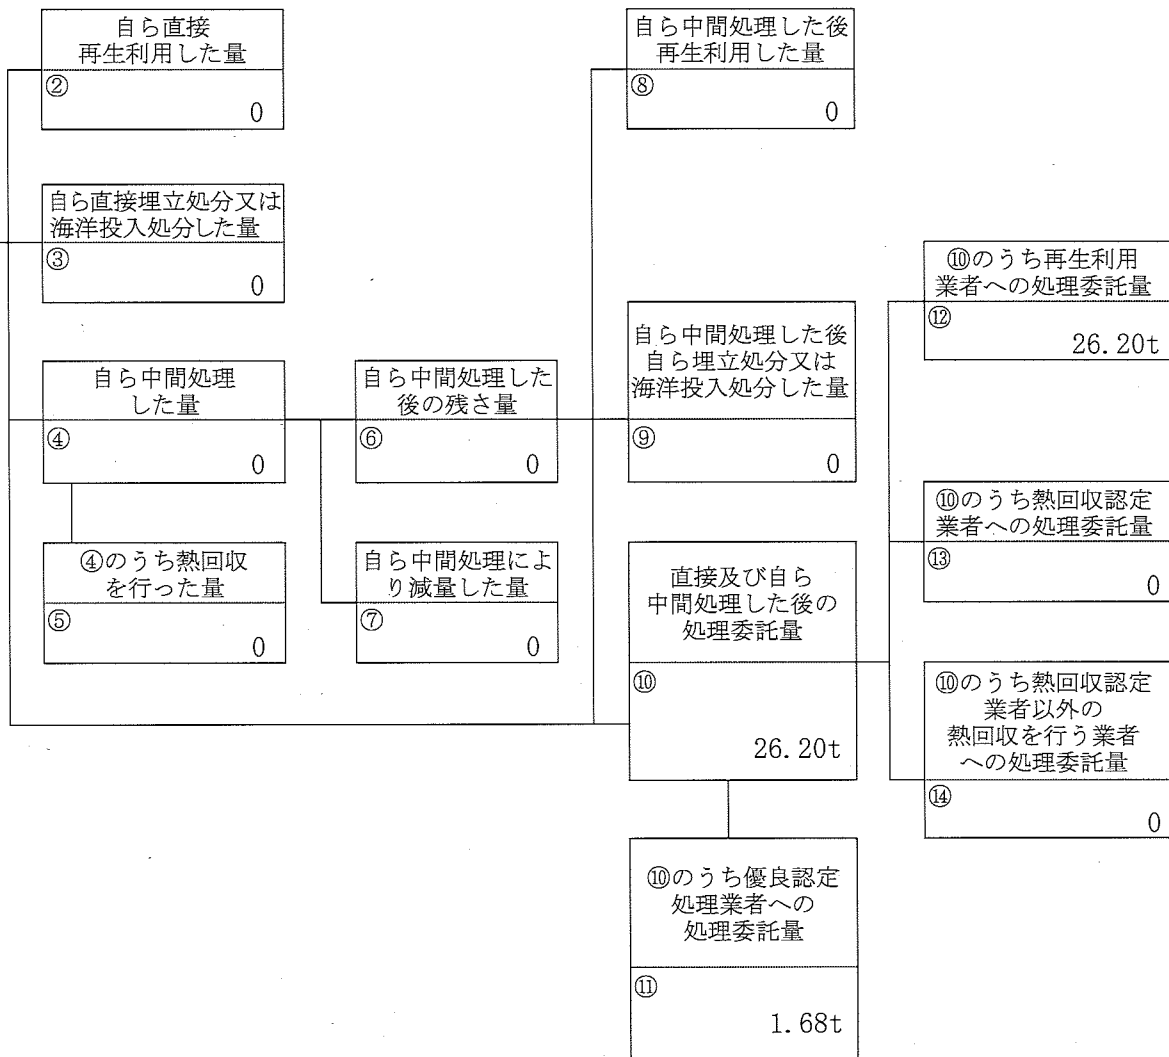 自ら直接
再生利用した量
②
0
自ら直接埋立処分又は
海洋投入処分した量
③
0
自ら中間処理
した量
④
0
④のうち熱回収
を行った量
⑤
0
自ら中間処理した
後の残さ量
⑥
0
自ら中間処理によ
り減量した量
⑦
0
自ら中間処理した後
再生利用した量
⑧
0
自ら中間処理した後
自ら埋立処分又は
海洋投入処分した量
⑨
0
直接及び自ら
中間処理した後の
処理委託量
⑩
26.20t
⑩のうち優良認定
処理業者への
処理委託量
⑪
1.68t
⑩のうち再生利用
業者への処理委託量
⑫
26.20t
⑩のうち熱回収認定
業者への処理委託量
⑬
0
⑩のうち熱回収認定
業者以外の
熱回収を行う業者
への処理委託量
⑭
0